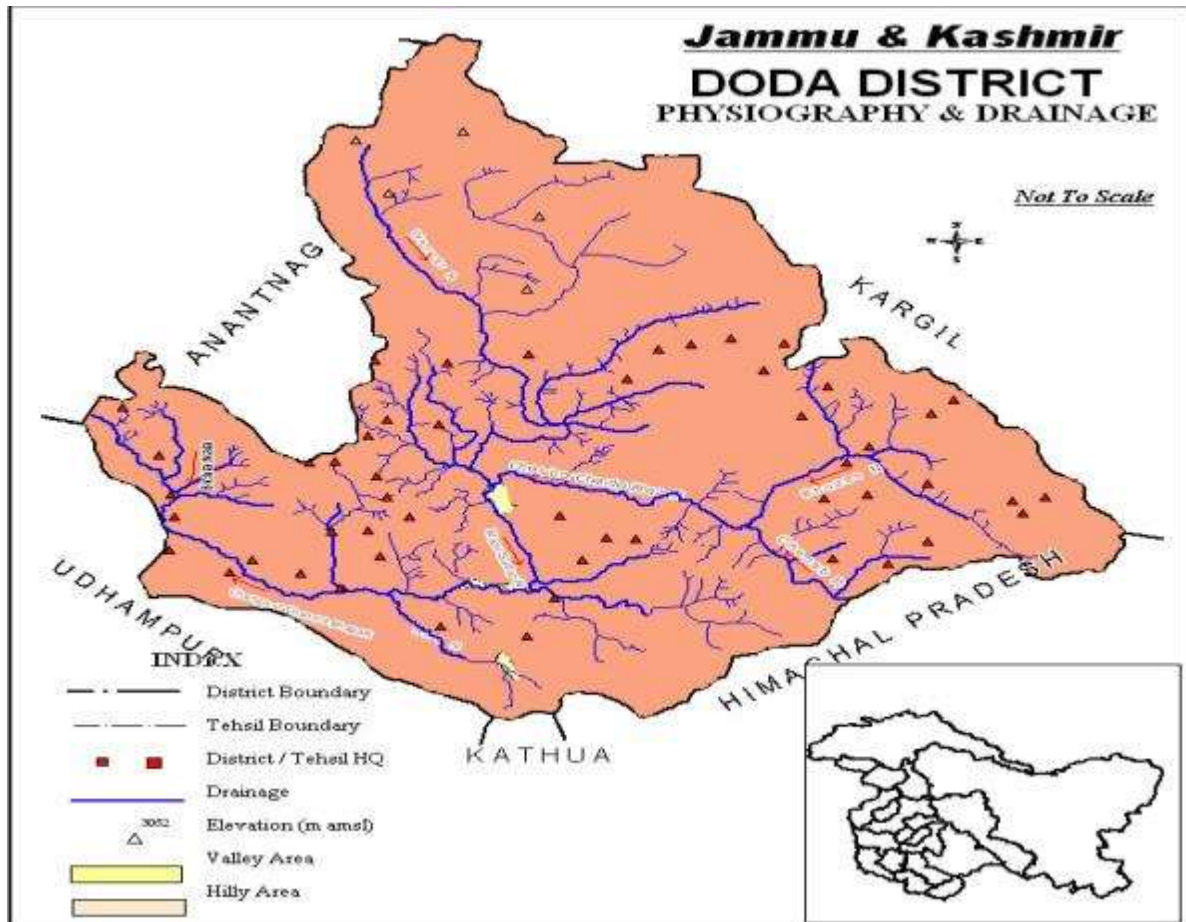 Jammu & Kashmir
DODA DISTRICT
PHYSIOGRAPHY & DRAINAGE
Not To Scale
N
W E
S
ANANTNAG
KARGIL
UDHAMPUR
HIMACHAL PRADESH
KATHUA
INDEX
District Boundary
Tehsil Boundary
District / Tehsil HQ
Drainage
3052
Elevation (m amsl)
Valley Area
Hilly Area